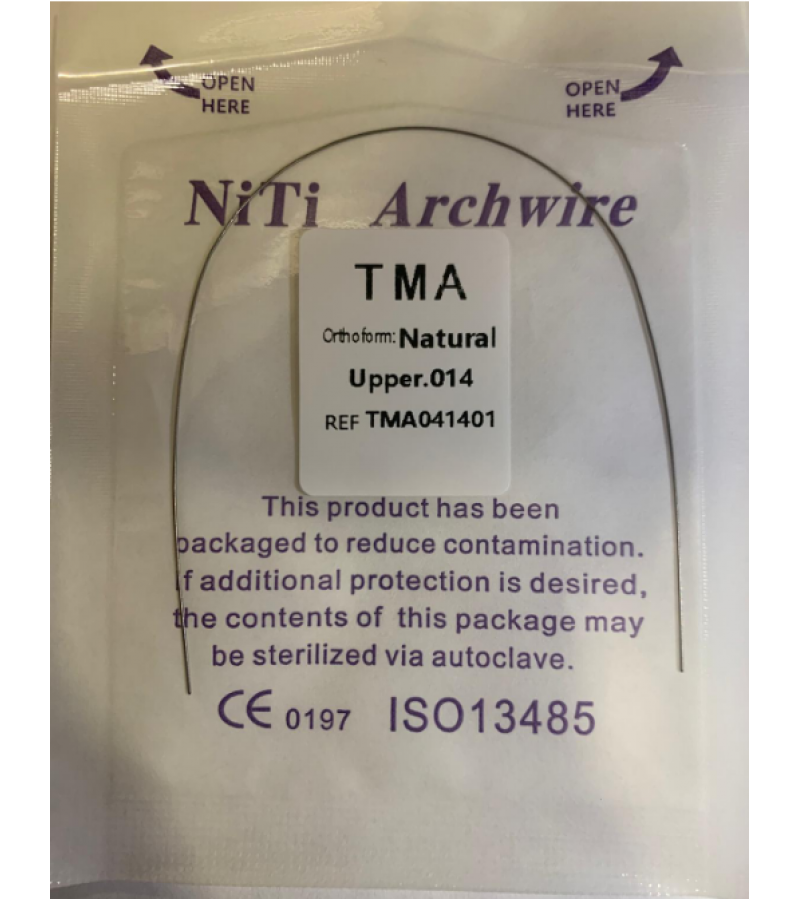 OPEN HERE
OPEN HERE
NiTi Archwire
TMA
Orthoform: Natural
Upper.014
REF TMA041401
This product has been
packaged to reduce contamination.
If additional protection is desired,
the contents of this package may
be sterilized via autoclave.
CE 0197 ISO13485